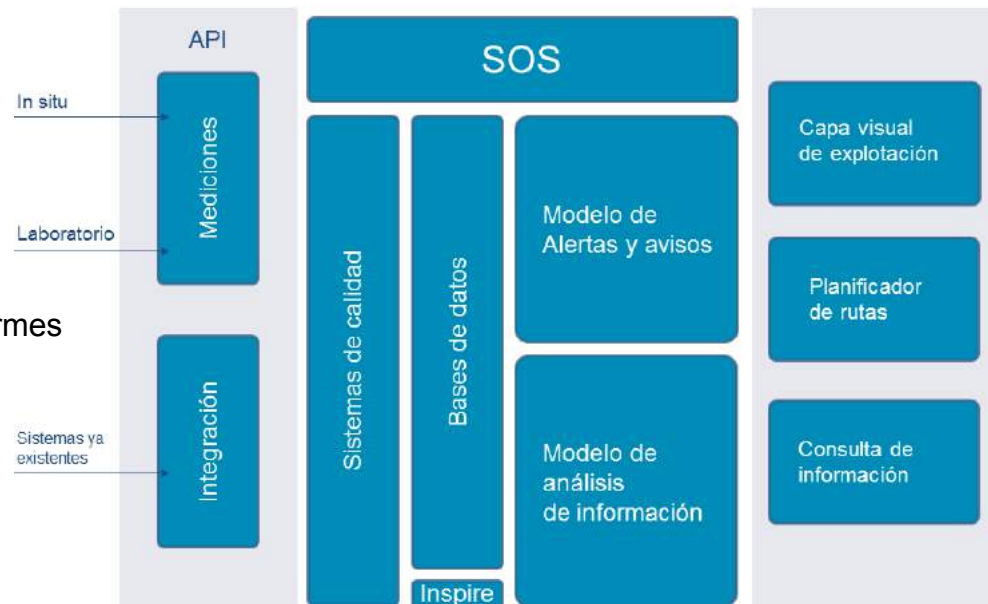 API
In situ
Laboratorio
Mediciones
rmes
Sistemas ya
existentes
Integración
SOS
Sistemas de calidad
Bases de datos
Inspire
Modelo de
Alertas y avisos
Modelo de
análisis
de información
Capa visual
de explotación
Planificador
de rutas
Consulta de
información